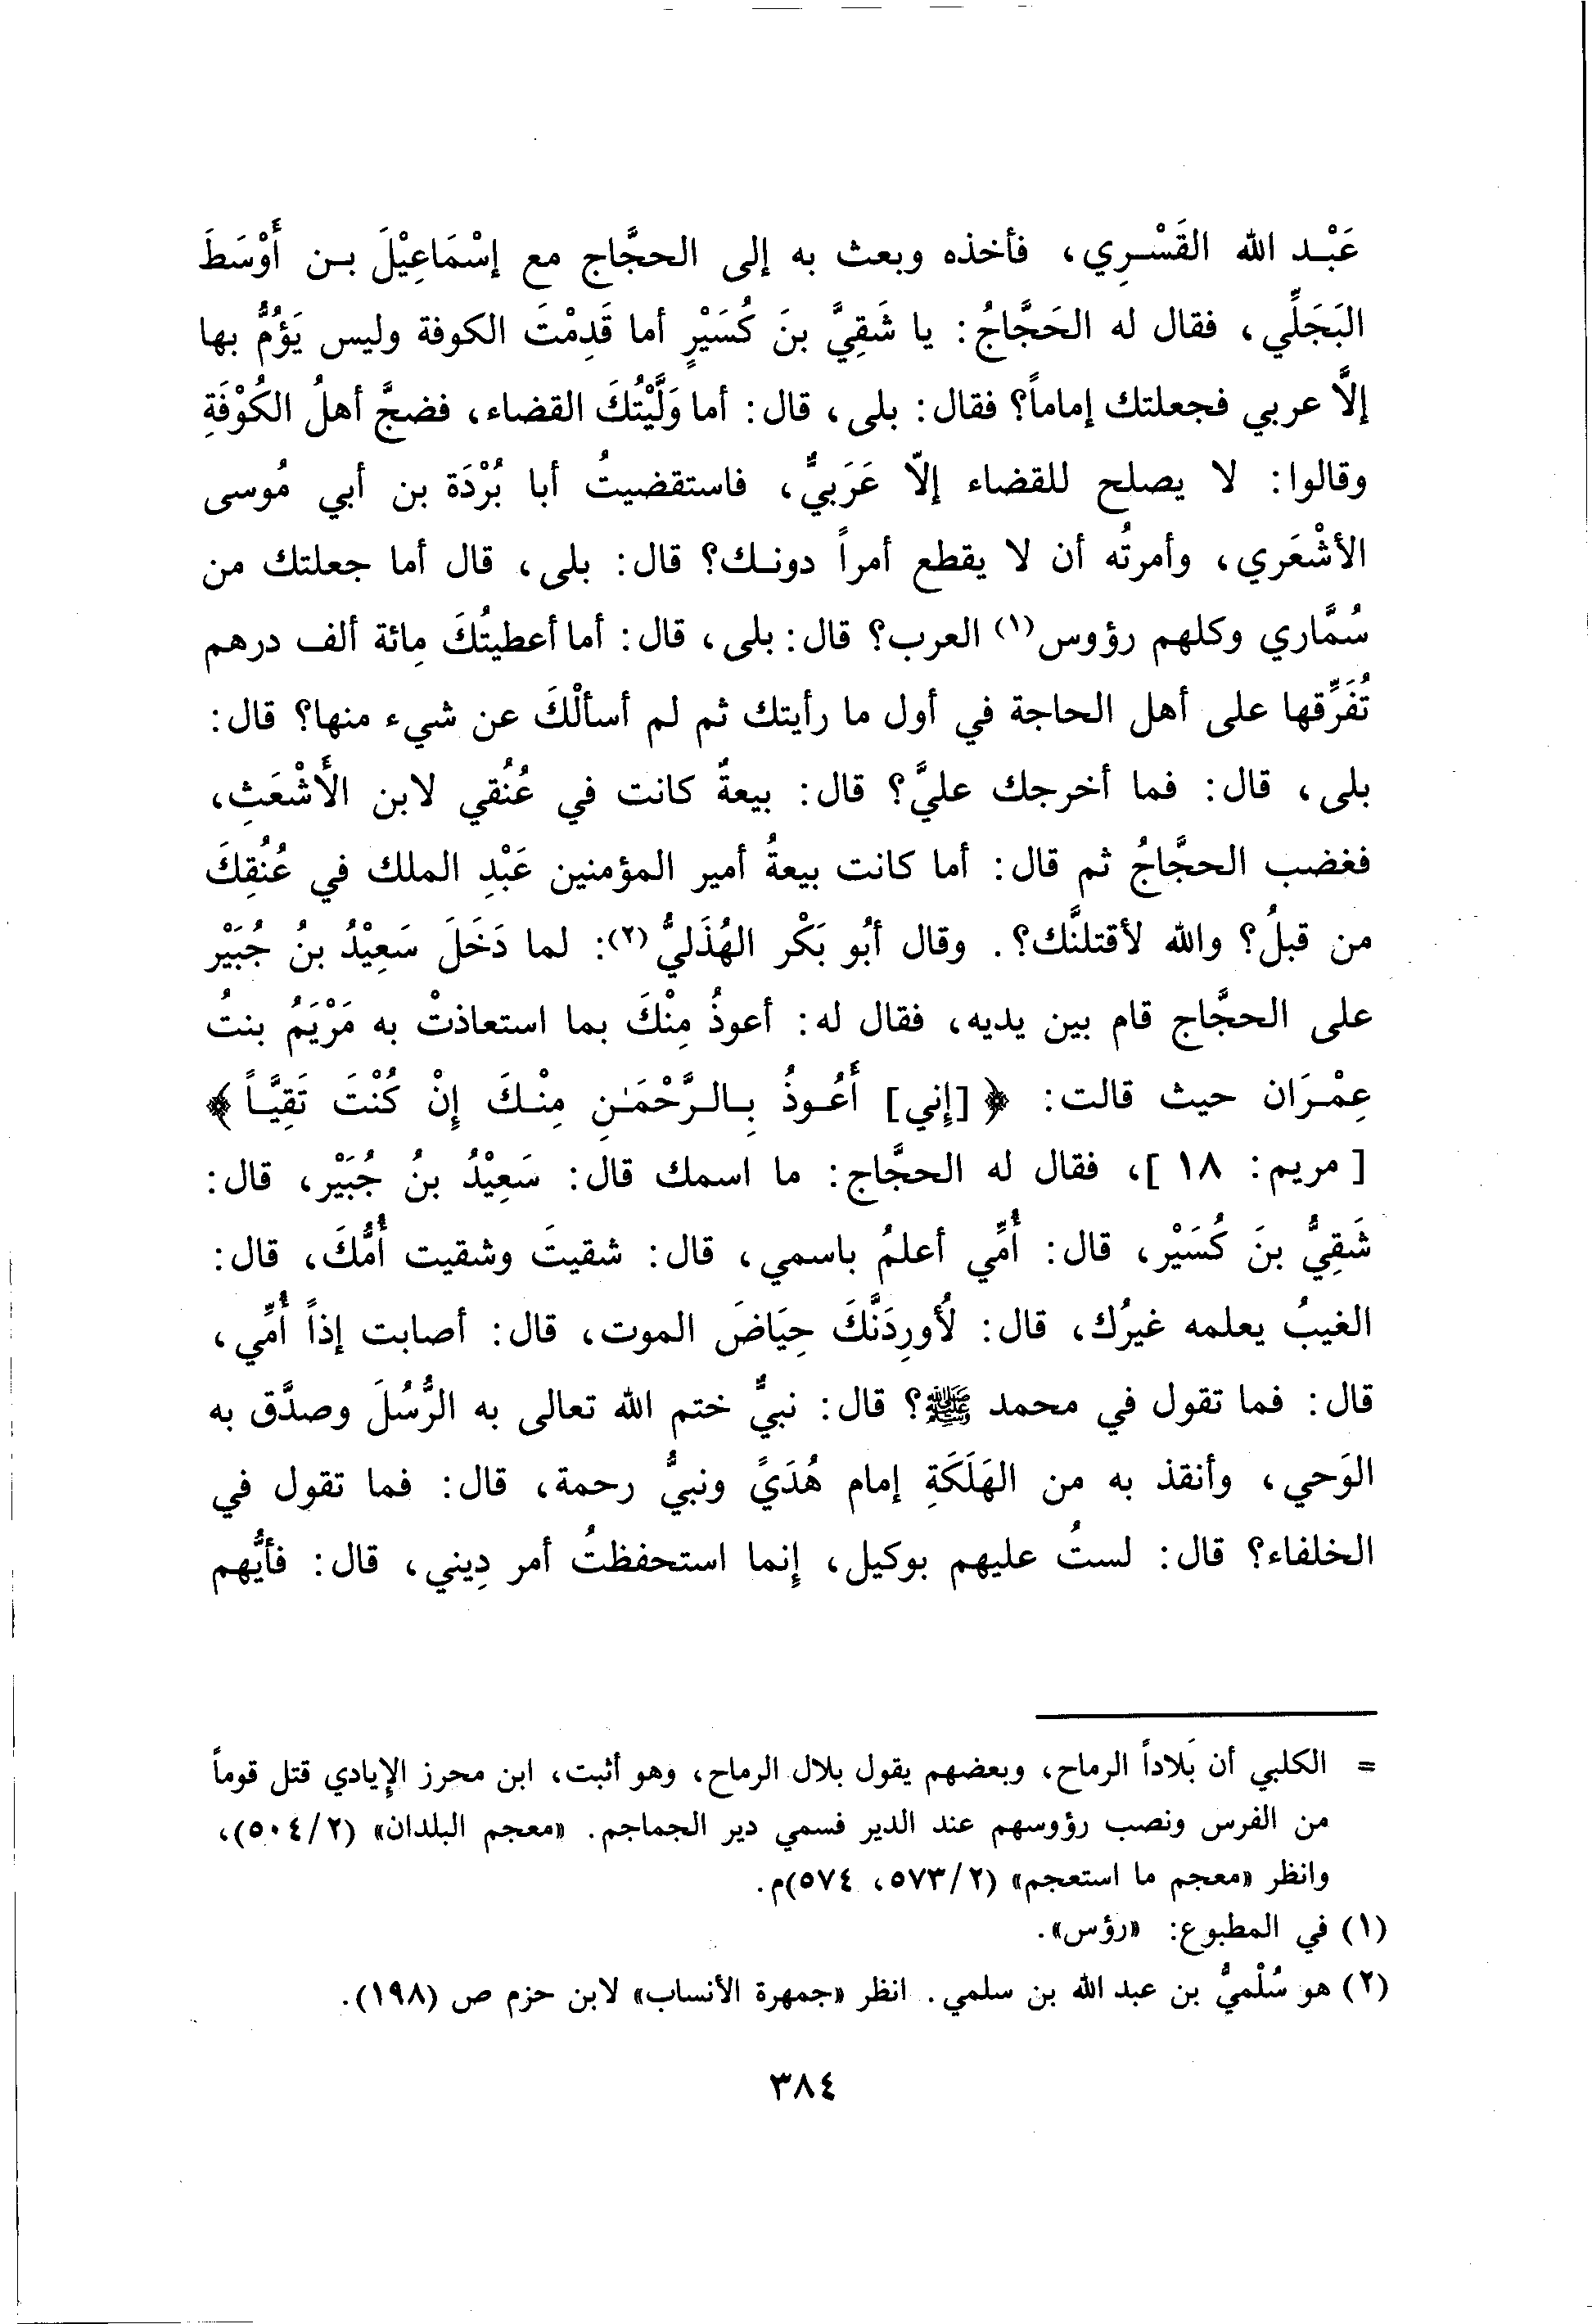 عَبْـد الله القَسْـرِي، فأخذه وبعث به إلى الحجَّاج مع إسْمَاعِيْلَ بـن أَوْسَطَ
البَجَلِّي، فقال له الحَجَّاجُ: يا شَقِيَّ بنَ كُسَيْرٍ أما قَدِمْتَ الكوفة وليس يَؤُمُّ بها
إلَّا عربي فجعلتك إماماً؟ فقال: بلى، قال: أما وَلَّيْتُكَ القضاء، فضجَّ أهلُ الكُوْفَةِ
وقالوا: لا يصلح للقضاء إلّا عَرَبيٌّ، فاستقضيتُ أبا بُرْدَة بن أبي مُوسى
الأشْعَري، وأمرتُه أن لا يقطع أمراً دونـك؟ قال: بلى، قال أما جعلتك من
سُمَّاري وكلهم رؤوس(١) العرب؟ قال: بلى، قال: أما أعطيتُكَ مِائة ألف درهم
تُفَرِّقها على أهل الحاجة في أول ما رأيتك ثم لم أسألْكَ عن شيء منها؟ قال:
بلى، قال: فما أخرجك عليَّ؟ قال: بيعةٌ كانت في عُنُقي لابن الأَشْعَثِ،
فغضب الحجَّاجُ ثم قال: أما كانت بيعةُ أمير المؤمنين عَبْدِ الملك في عُنُقِكَ
من قبلُ؟ والله لأقتلنَّك؟. وقال أبُو بَكْر الهُذَليُّ(٢): لما دَخَلَ سَعِيْدُ بنُ جُبَيْر
على الحجَّاج قام بين يديه، فقال له: أعوذُ مِنْكَ بما استعاذتْ به مَرْيَمُ بنتُ
عِمْـرَان حيث قالت: ﴿ [إني] أَعُـوذُ بِـالـرَّحْمَـٰنِ مِنْـكَ إِنْ كُنْتَ تَقِيَّـاً ﴾
[ مريم: ١٨ ]، فقال له الحجَّاج: ما اسمك قال: سَعِيْدُ بنُ جُبَيْر، قال:
شَقِيُّ بنَ كُسَيْر، قال: أُمِّي أعلمُ باسمي، قال: شقيتَ وشقيت أُمُّكَ، قال:
الغيبُ يعلمه غيرُك، قال: لأُورِدَنَّكَ حِيَاضَ الموت، قال: أصابت إذاً أُمِّي،
قال: فما تقول في محمد ﷺ؟ قال: نبيٌّ ختم الله تعالى به الرُّسُلَ وصدَّق به
الوَحي، وأنقذ به من الهَلَكَةِ إمام هُدَىً ونبيُّ رحمة، قال: فما تقول في
الخلفاء؟ قال: لستُ عليهم بوكيل، إنما استحفظتُ أمر دِيني، قال: فأيُّهم
= الكلبي أن بَلاداً الرماح، وبعضهم يقول بلال الرماح، وهو أثبت، ابن محرز الإيادي قتل قوماً
من الفرس ونصب رؤوسهم عند الدير فسمي دير الجماجم. «معجم البلدان» (٥٠٤/٢)،
وانظر «معجم ما استعجم» (٥٧٣/٢، ٥٧٤)م.
(١) في المطبوع: «رؤس».
(٢) هو سُلْميُّ بن عبد الله بن سلمي. انظر «جمهرة الأنساب» لابن حزم ص (١٩٨).
٣٨٤